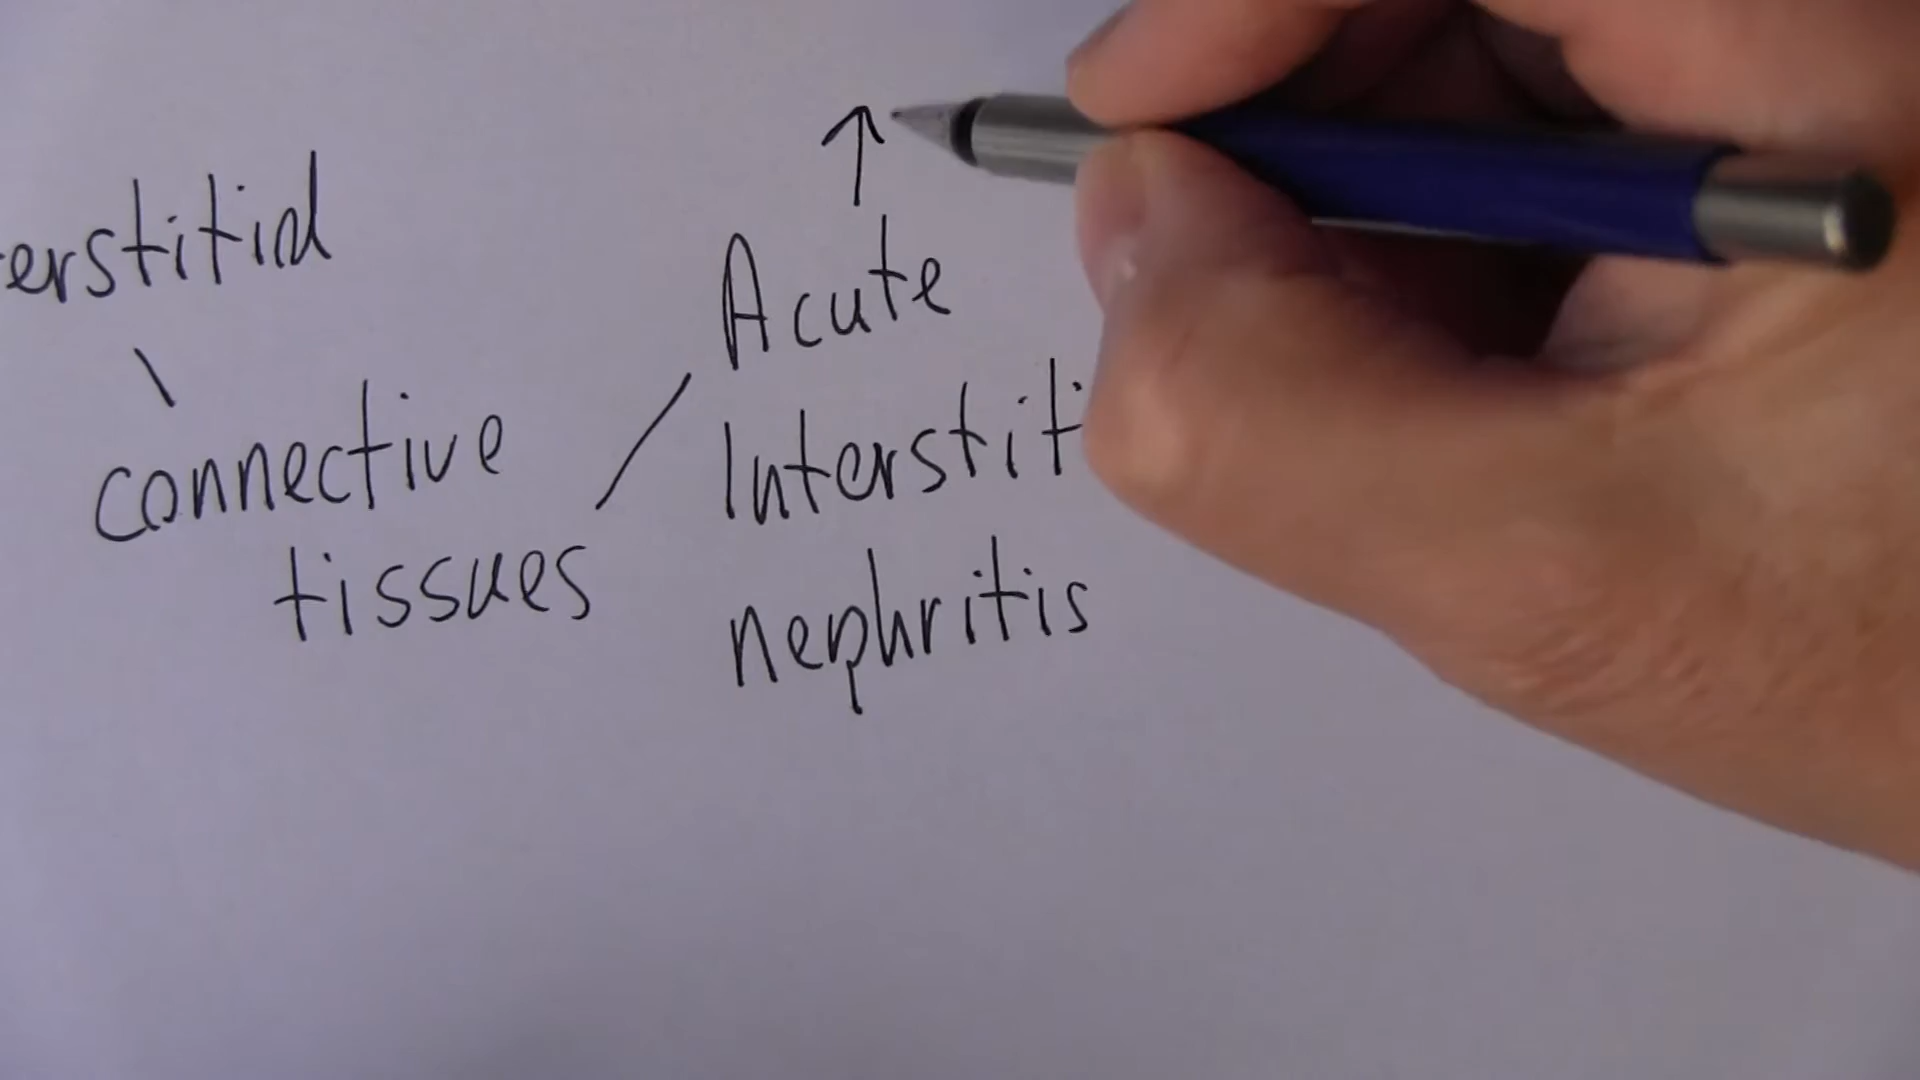 erstitial
connective
tissues
Acute
Interstiti
nephritis